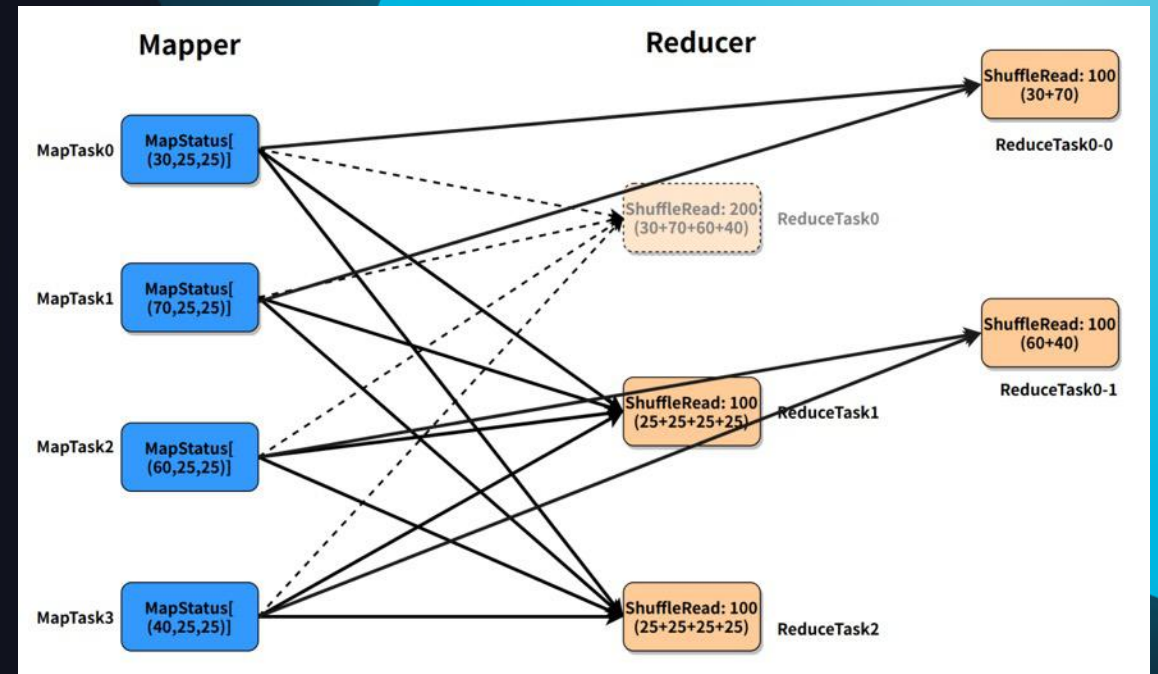 Mapper
Reducer
ShuffleRead: 100
(30+70)
ReduceTask0-0
MapTask0
MapStatus[
(30,25,25)]
ShuffleRead: 200
(30+70+60+40)
ReduceTask0
MapTask1
MapStatus[
(70,25,25)]
ShuffleRead: 100
(60+40)
ReduceTask0-1
ShuffleRead: 100
(25+25+25+25)
ReduceTask1
MapTask2
MapStatus[
(60,25,25)]
MapTask3
MapStatus[
(40,25,25)]
ShuffleRead: 100
(25+25+25+25)
ReduceTask2